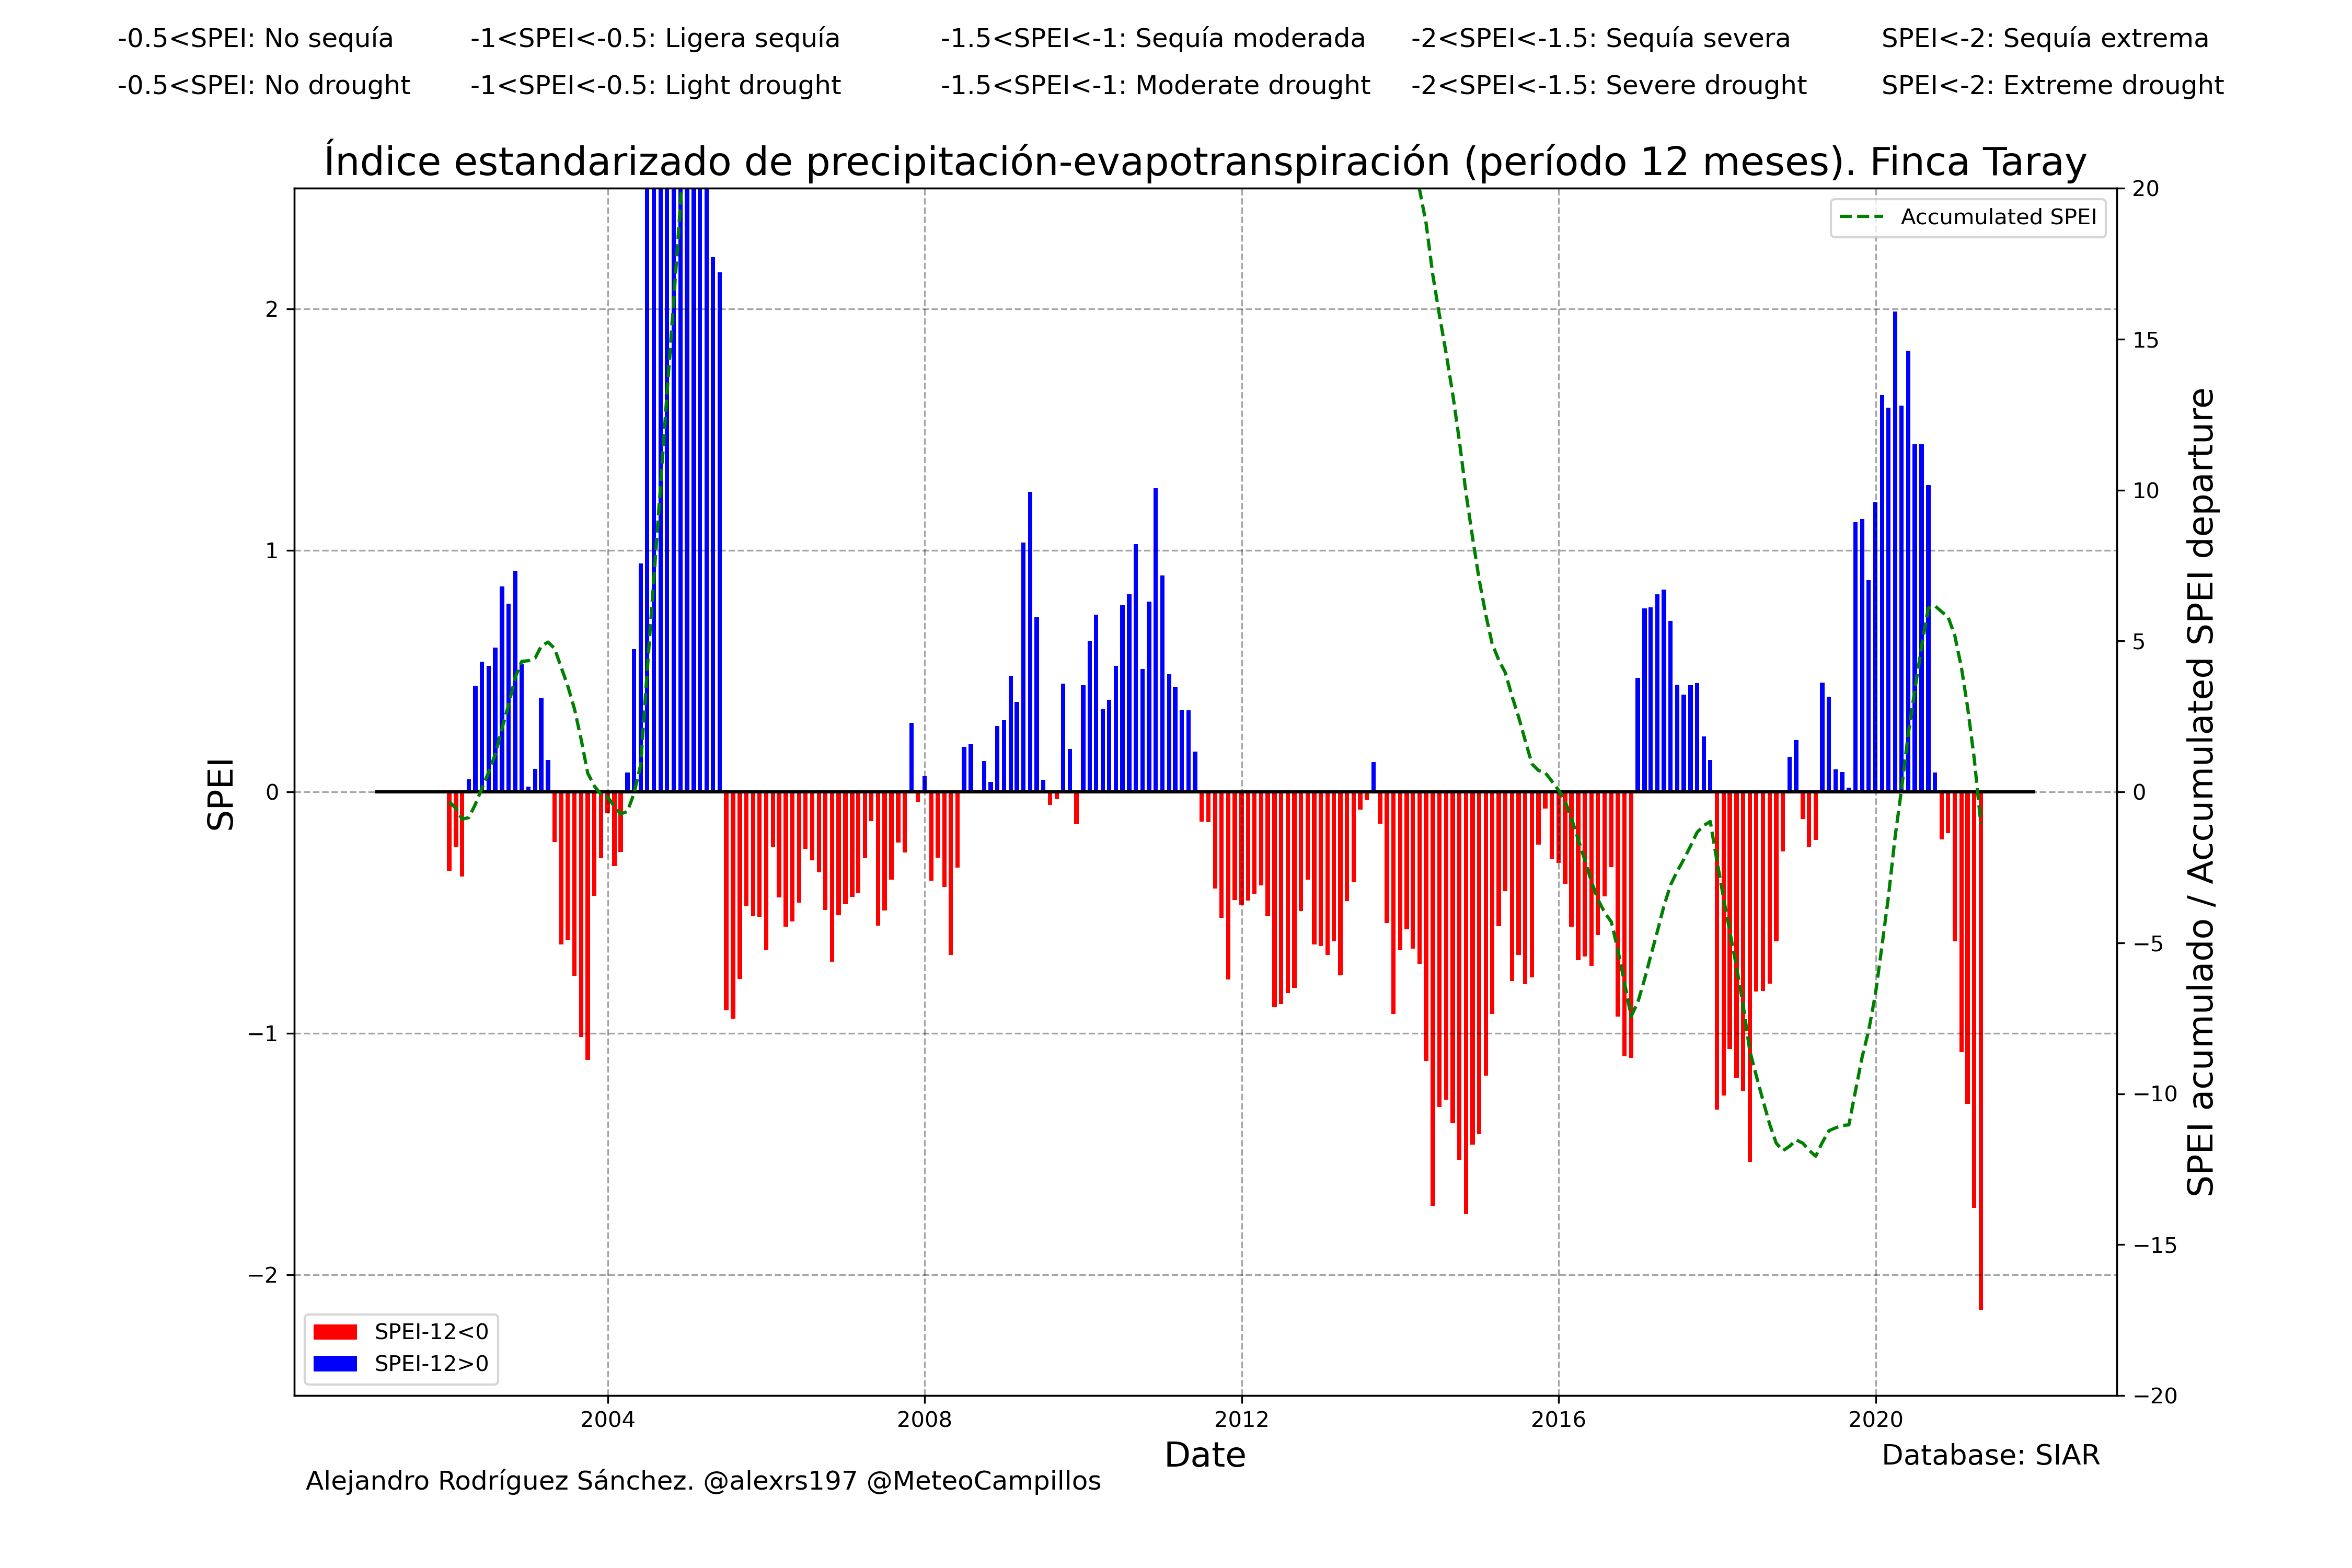 -0.5<SPEI: No sequía -1<SPEI<-0.5: Ligera sequía -1.5<SPEI<-1: Sequía moderada -2<SPEI<-1.5: Sequía severa SPEI<-2: Sequía extrema
-0.5<SPEI: No drought -1<SPEI<-0.5: Light drought -1.5<SPEI<-1: Moderate drought -2<SPEI<-1.5: Severe drought SPEI<-2: Extreme drought
Índice estandarizado de precipitación-evapotranspiración (período 12 meses). Finca Taray
Accumulated SPEI
SPEI
2
1
0
−1
−2
20
15
10
5
0
−5
−10
−15
−20
SPEI acumulado / Accumulated SPEI departure
SPEI-12<0
SPEI-12>0
2004 2008 2012 2016 2020
Date
Database: SIAR
Alejandro Rodríguez Sánchez. @alexrs197 @MeteoCampillos